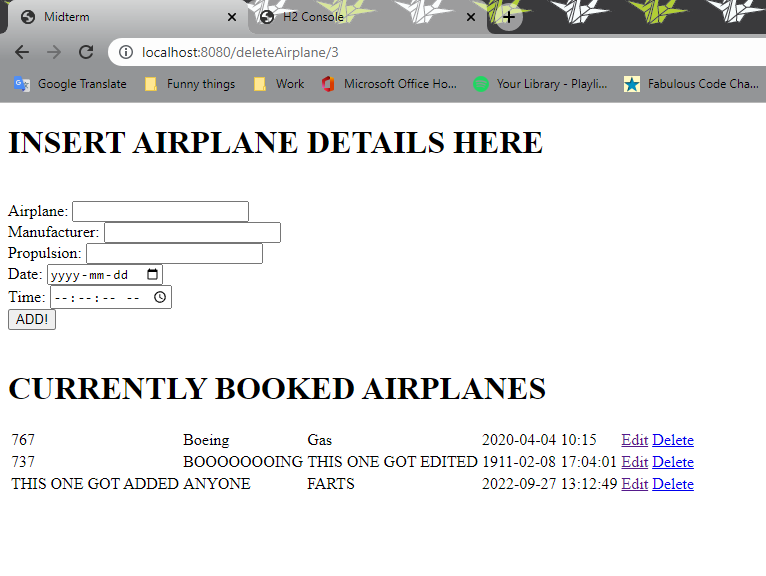 Midterm
H2 Console
localhost:8080/deleteAirplane/3
Google Translate Funny things Work Microsoft Office Ho... Your Library - Playli... Fabulous Code Cha...
INSERT AIRPLANE DETAILS HERE
Airplane:
Manufacturer:
Propulsion:
Date: yyyy-mm-dd
Time: --:--:-- --
ADD!
CURRENTLY BOOKED AIRPLANES
767 Boeing Gas 2020-04-04 10:15 Edit Delete
737 BOOOOOOOING THIS ONE GOT EDITED 1911-02-08 17:04:01 Edit Delete
THIS ONE GOT ADDED ANYONE FARTS 2022-09-27 13:12:49 Edit Delete